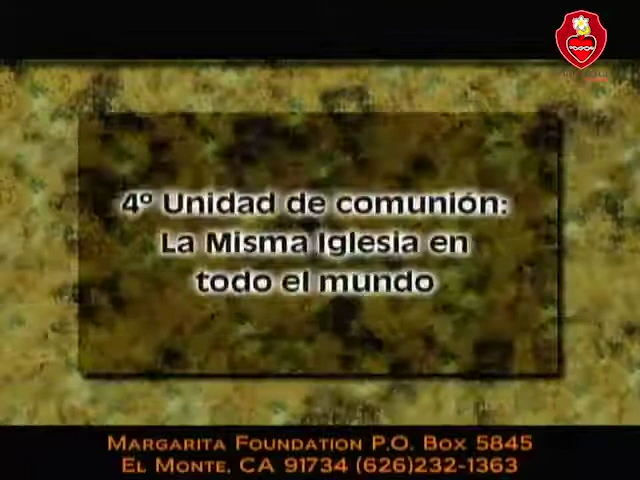 4º Unidad de comunión:
La Misma Iglesia en
todo el mundo
Margarita Foundation P.O. Box 5845
El Monte, CA 91734 (626)232-1363